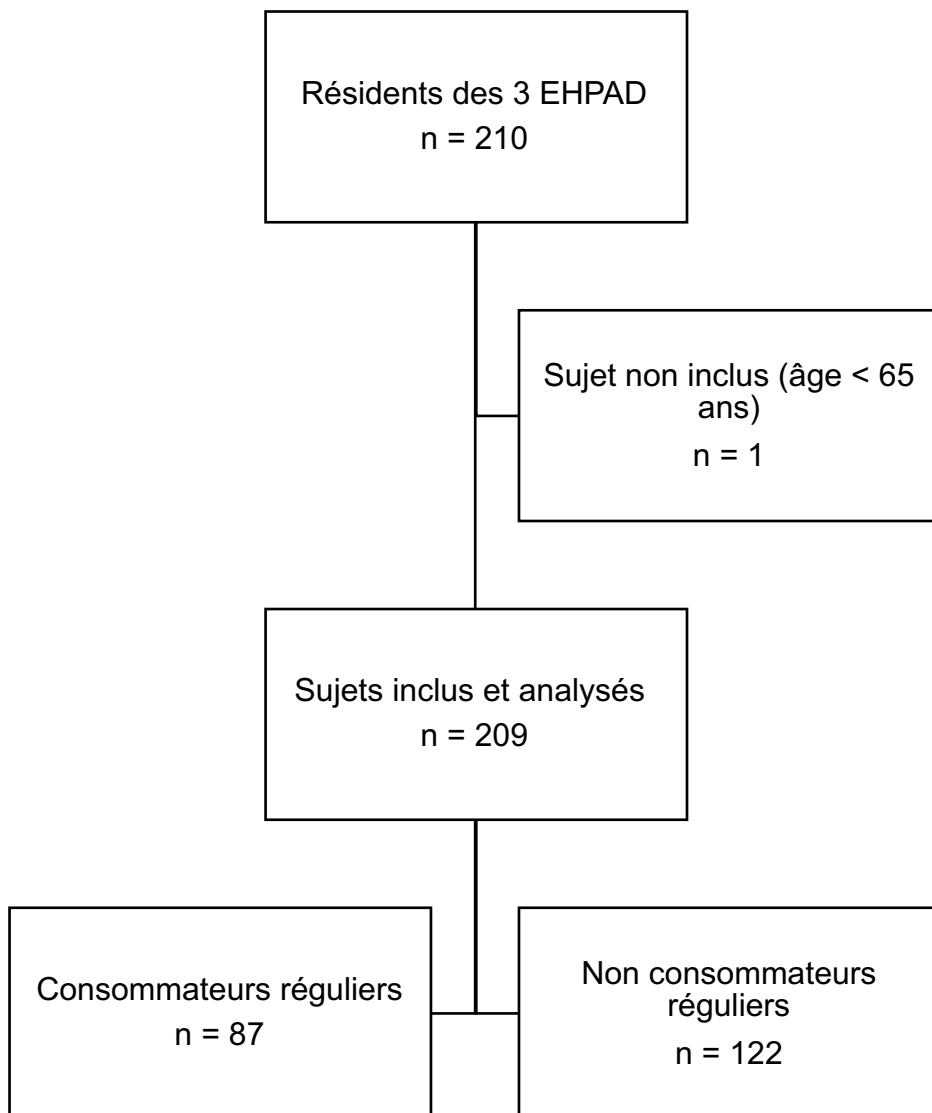 Résidents des 3 EHPAD
n = 210
Sujet non inclus (âge < 65
ans)
n = 1
Sujets inclus et analysés
n = 209
Consommateurs réguliers
n = 87
Non consommateurs
réguliers
n = 122